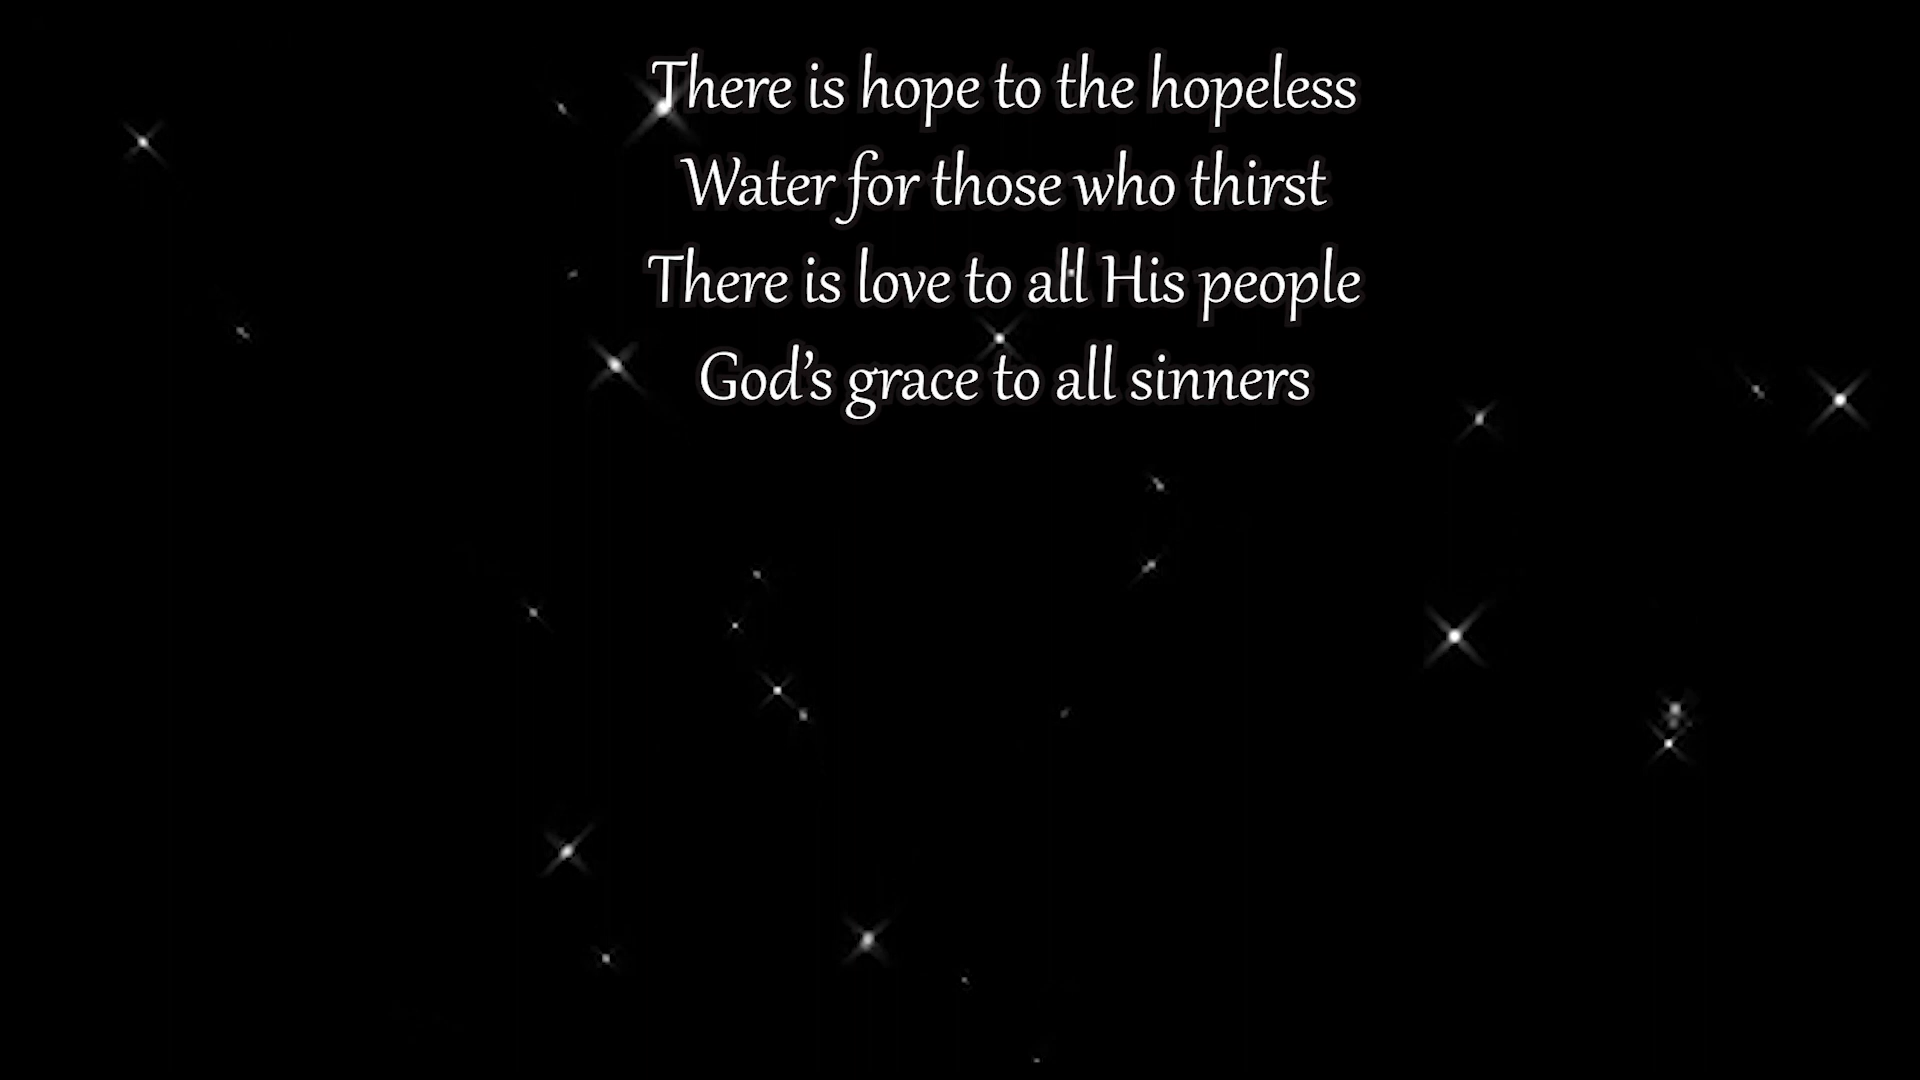 There is hope to the hopeless
Water for those who thirst
There is love to all His people
God’s grace to all sinners